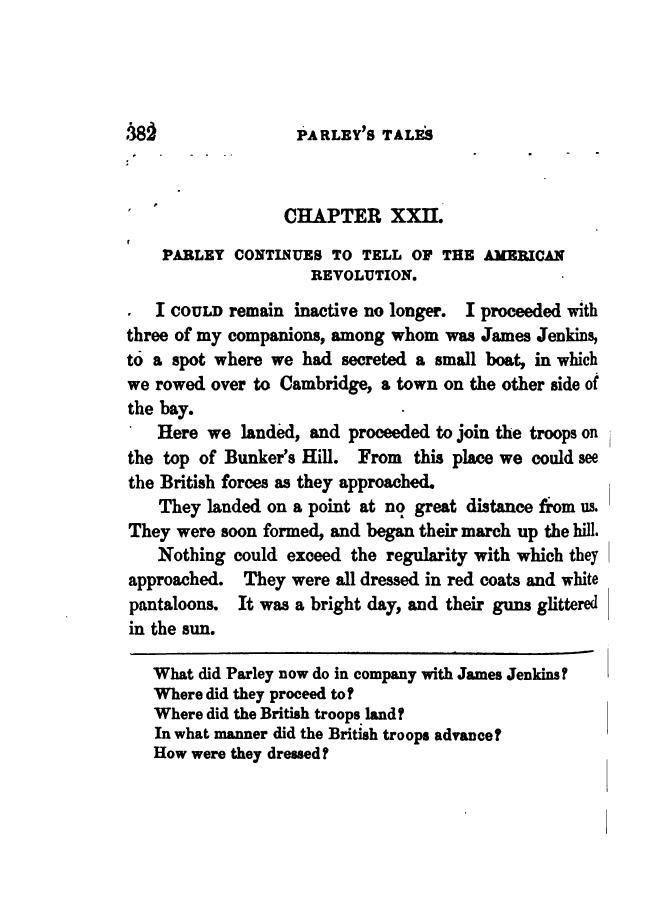 382 PARLEY'S TALES
CHAPTER XXII.
PARLEY CONTINUES TO TELL OF THE AMERICAN
REVOLUTION.
I COULD remain inactive no longer. I proceeded with
three of my companions, among whom was James Jenkins,
to a spot where we had secreted a small boat, in which
we rowed over to Cambridge, a town on the other side of
the bay.
Here we landed, and proceeded to join the troops on
the top of Bunker's Hill. From this place we could see
the British forces as they approached.
They landed on a point at no great distance from us.
They were soon formed, and began their march up the hill.
Nothing could exceed the regularity with which they
approached. They were all dressed in red coats and white
pantaloons. It was a bright day, and their guns glittered
in the sun.
What did Parley now do in company with James Jenkins?
Where did they proceed to?
Where did the British troops land?
In what manner did the British troops advance?
How were they dressed?